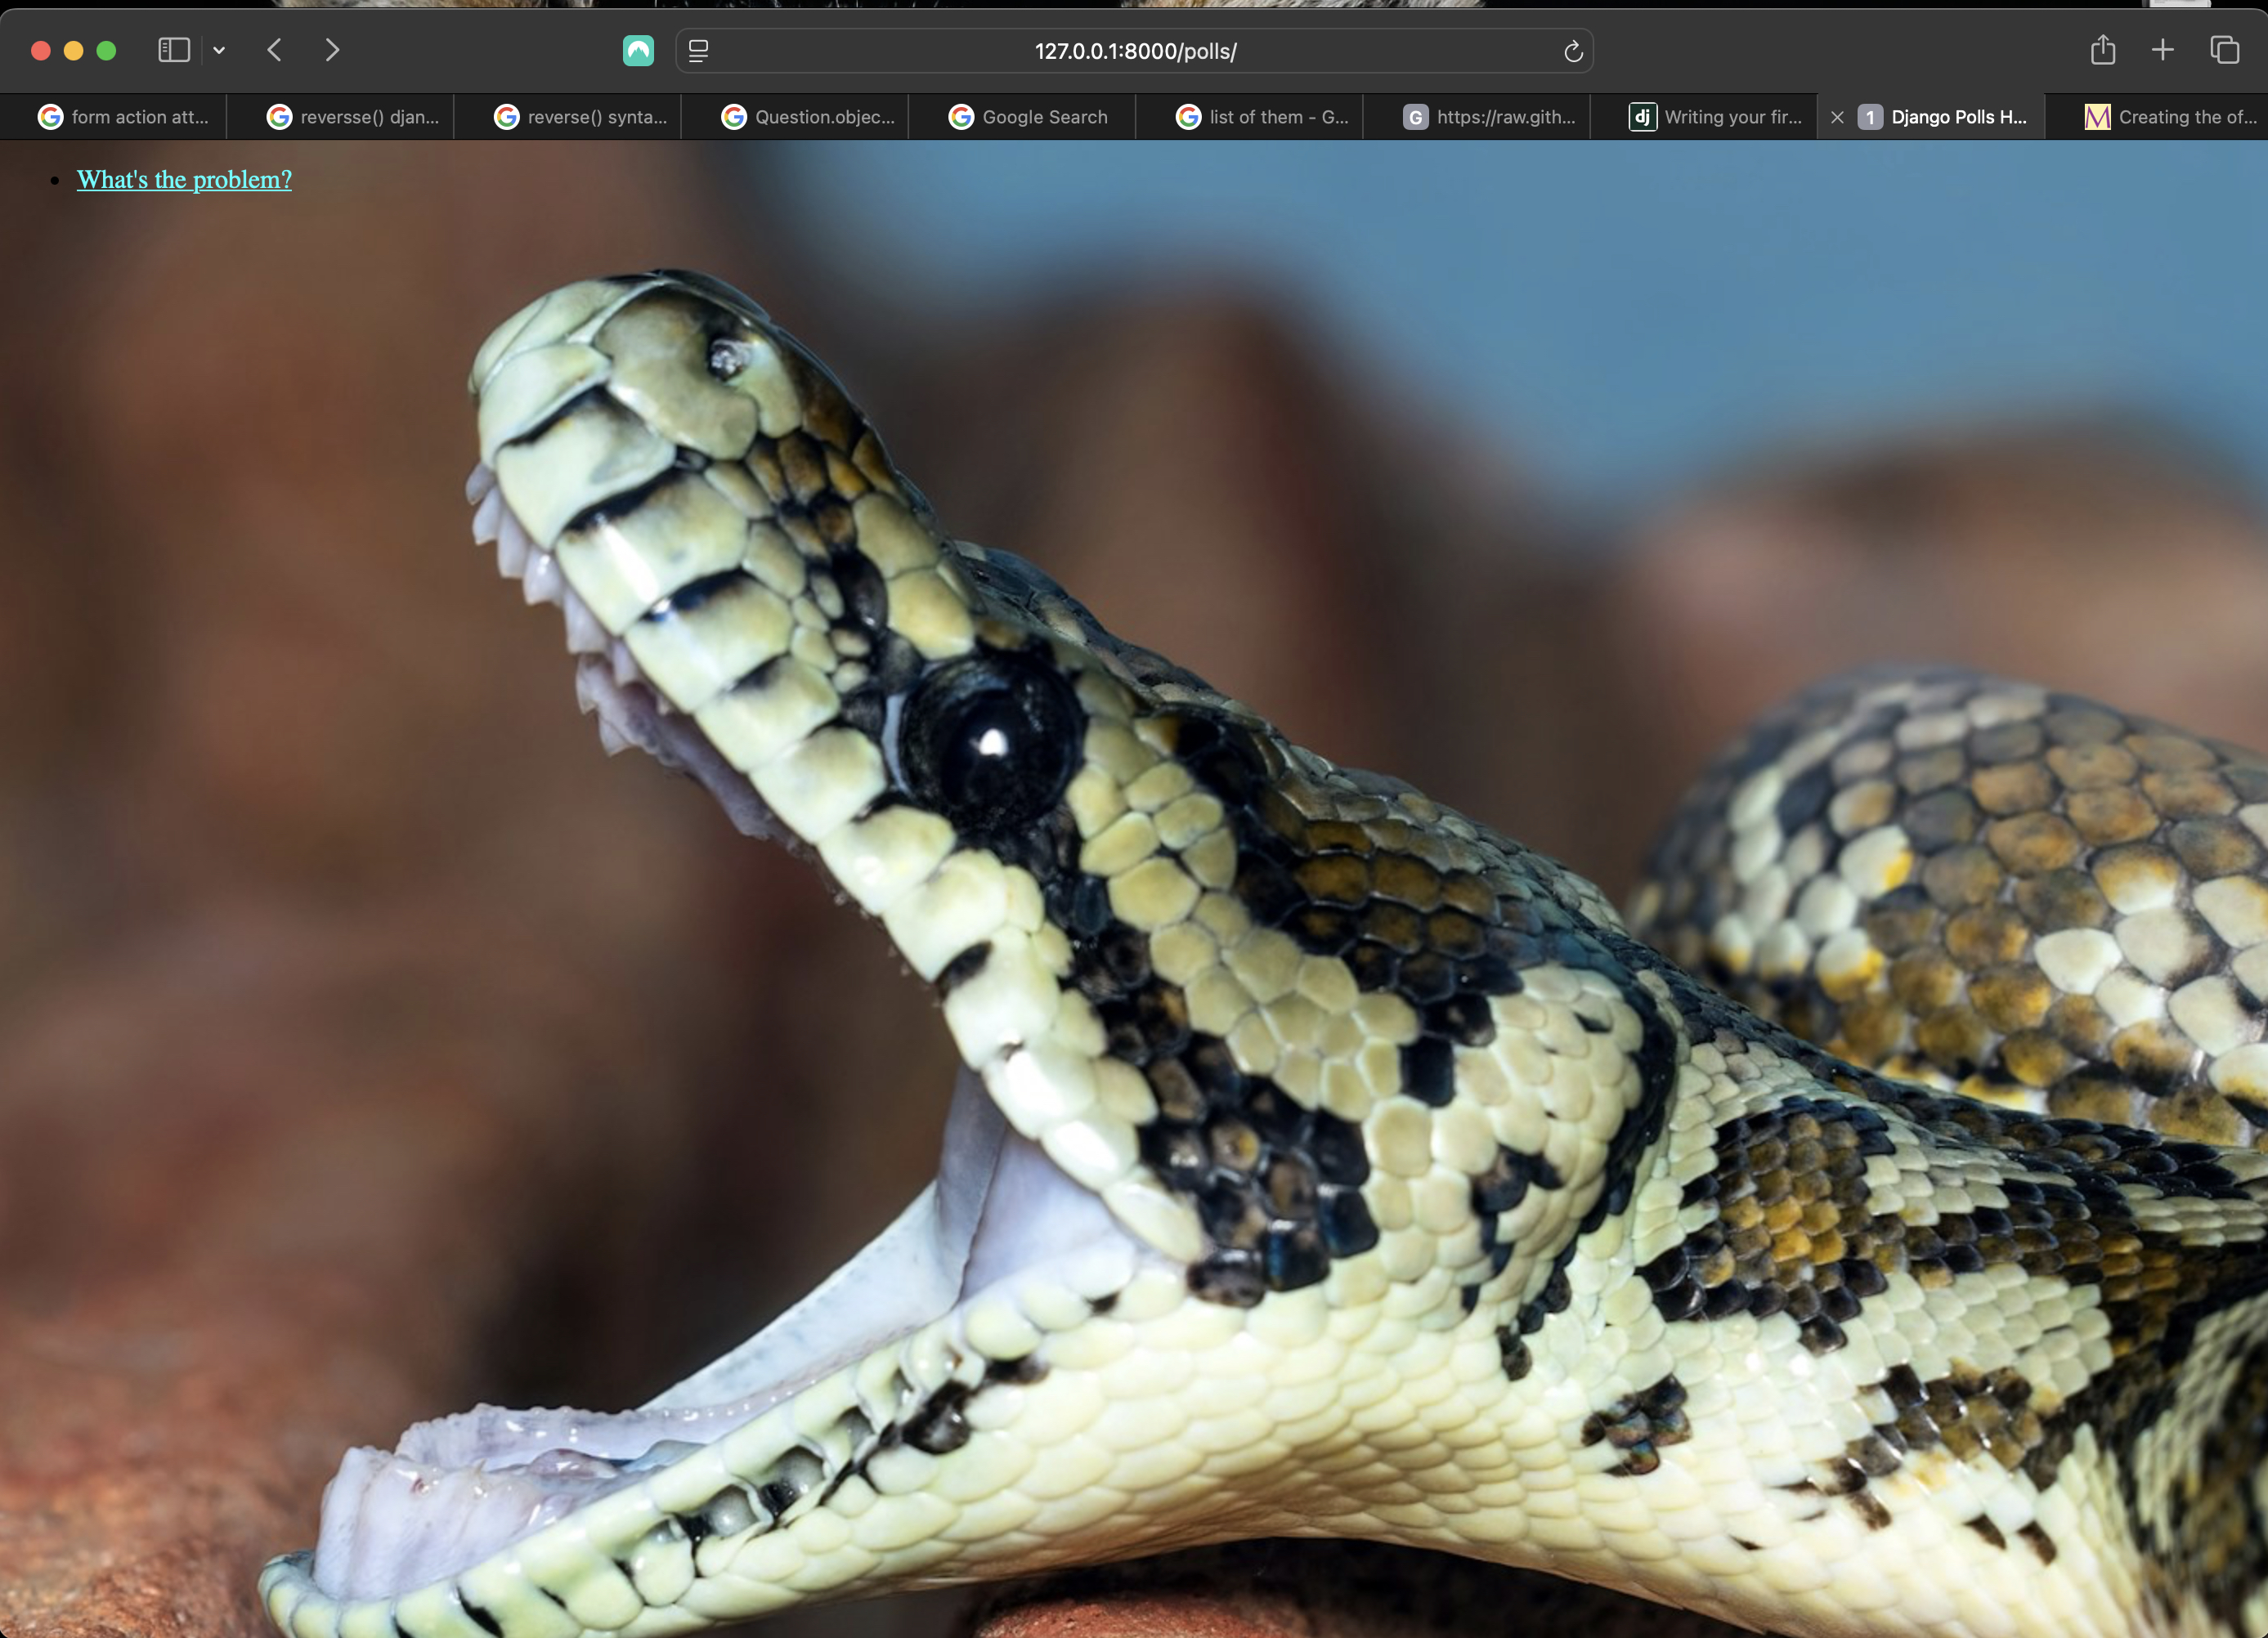 127.0.0.1:8000/polls/
form action att...
reversse() djan...
reverse() synta...
Question.objec...
Google Search
list of them - G...
G
https://raw.gith...
dj
Writing your fir...
1
Django Polls H...
M
Creating the of...
What's the problem?